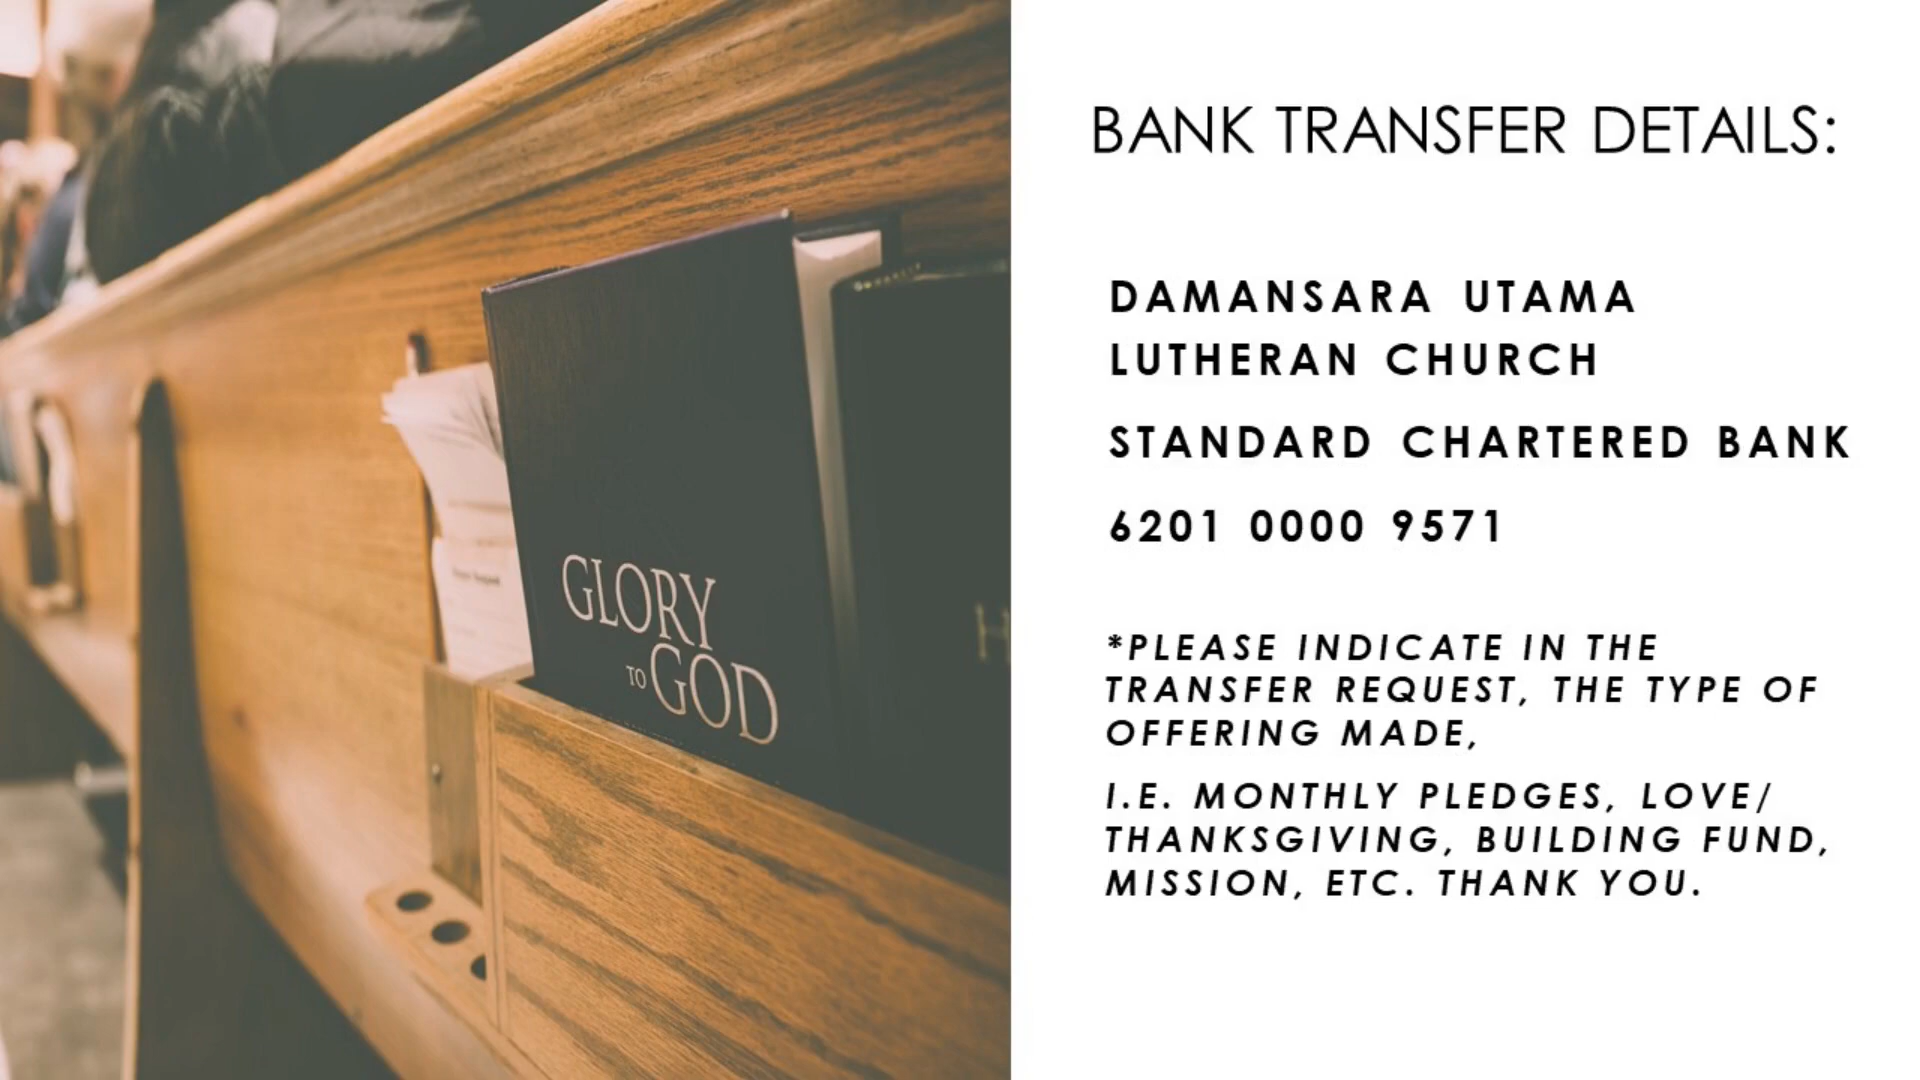 BANK TRANSFER DETAILS:
DAMANSARA UTAMA
LUTHERAN CHURCH
STANDARD CHARTERED BANK
6201 0000 9571
*PLEASE INDICATE IN THE
TRANSFER REQUEST, THE TYPE OF
OFFERING MADE,
I.E. MONTHLY PLEDGES, LOVE/
THANKSGIVING, BUILDING FUND,
MISSION, ETC. THANK YOU.
GLORY
TO GOD